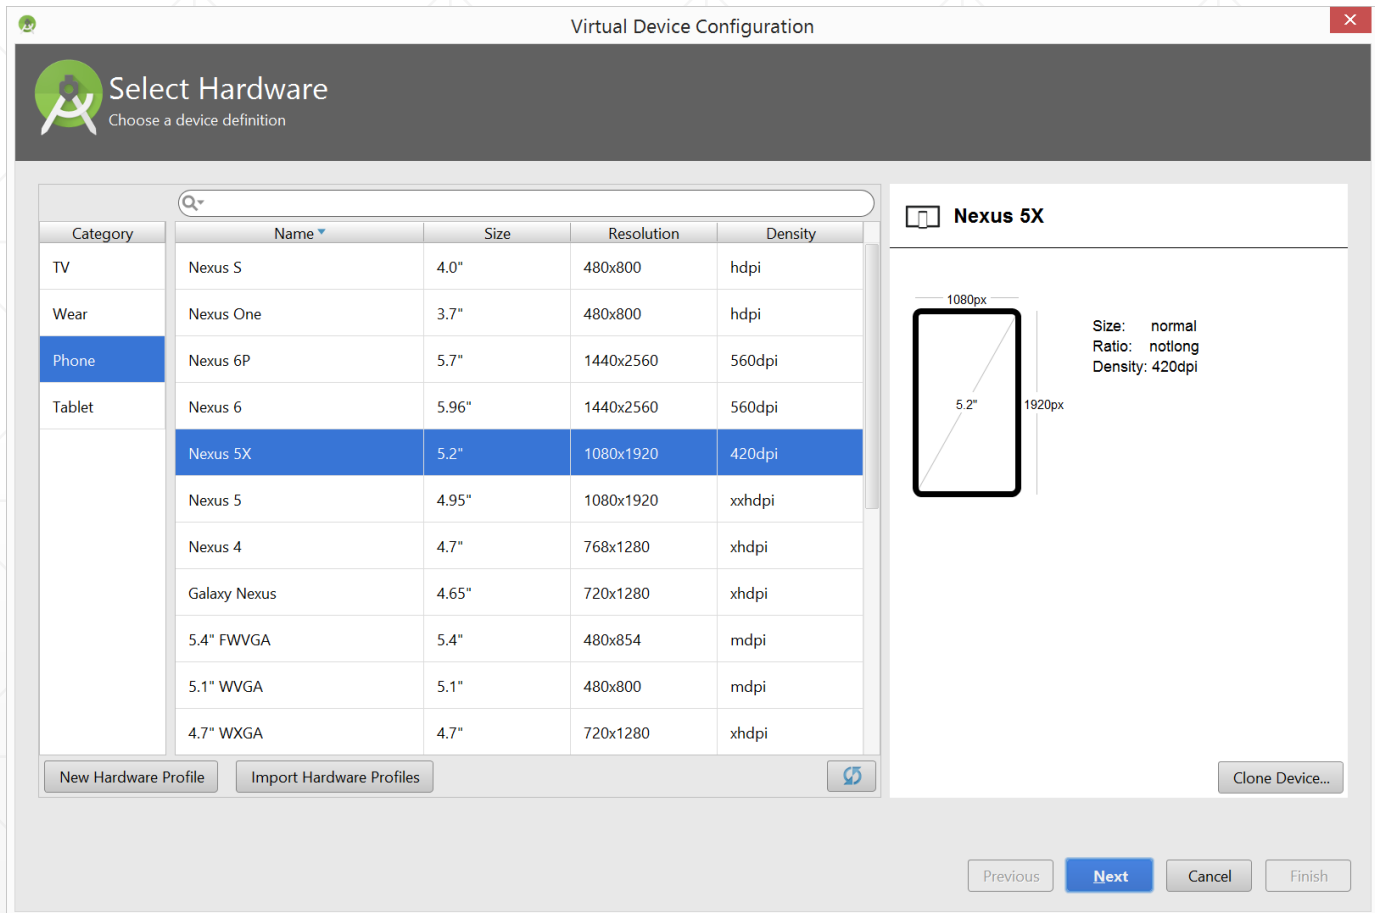 Virtual Device Configuration
Select Hardware
Choose a device definition
Category
TV
Wear
Phone
Tablet
Name Size Resolution Density
Nexus S 4.0" 480x800 hdpi
Nexus One 3.7" 480x800 hdpi
Nexus 6P 5.7" 1440x2560 560dpi
Nexus 6 5.96" 1440x2560 560dpi
Nexus 5X 5.2" 1080x1920 420dpi
Nexus 5 4.95" 1080x1920 xxhdpi
Nexus 4 4.7" 768x1280 xhdpi
Galaxy Nexus 4.65" 720x1280 xhdpi
5.4" FWVGA 5.4" 480x854 mdpi
5.1" WVGA 5.1" 480x800 mdpi
4.7" WXGA 4.7" 720x1280 xhdpi
New Hardware Profile Import Hardware Profiles
Nexus 5X
1080px
5.2"
1920px
Size: normal
Ratio: notlong
Density: 420dpi
Clone Device...
Previous Next Cancel Finish